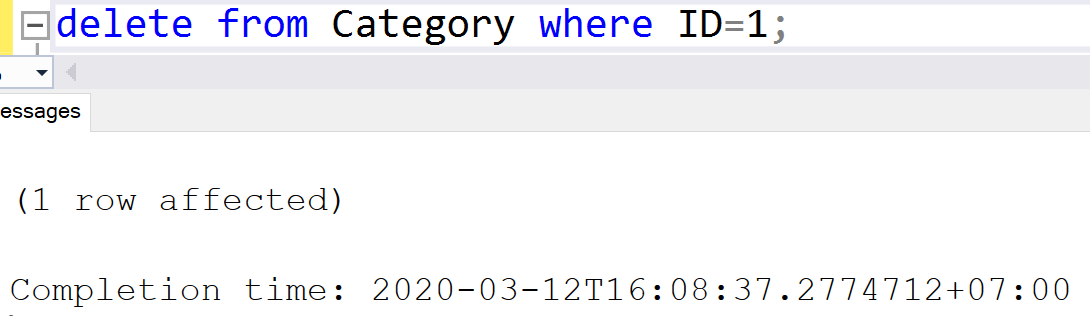 delete from Category where ID=1;
essages
(1 row affected)
Completion time: 2020-03-12T16:08:37.2774712+07:00